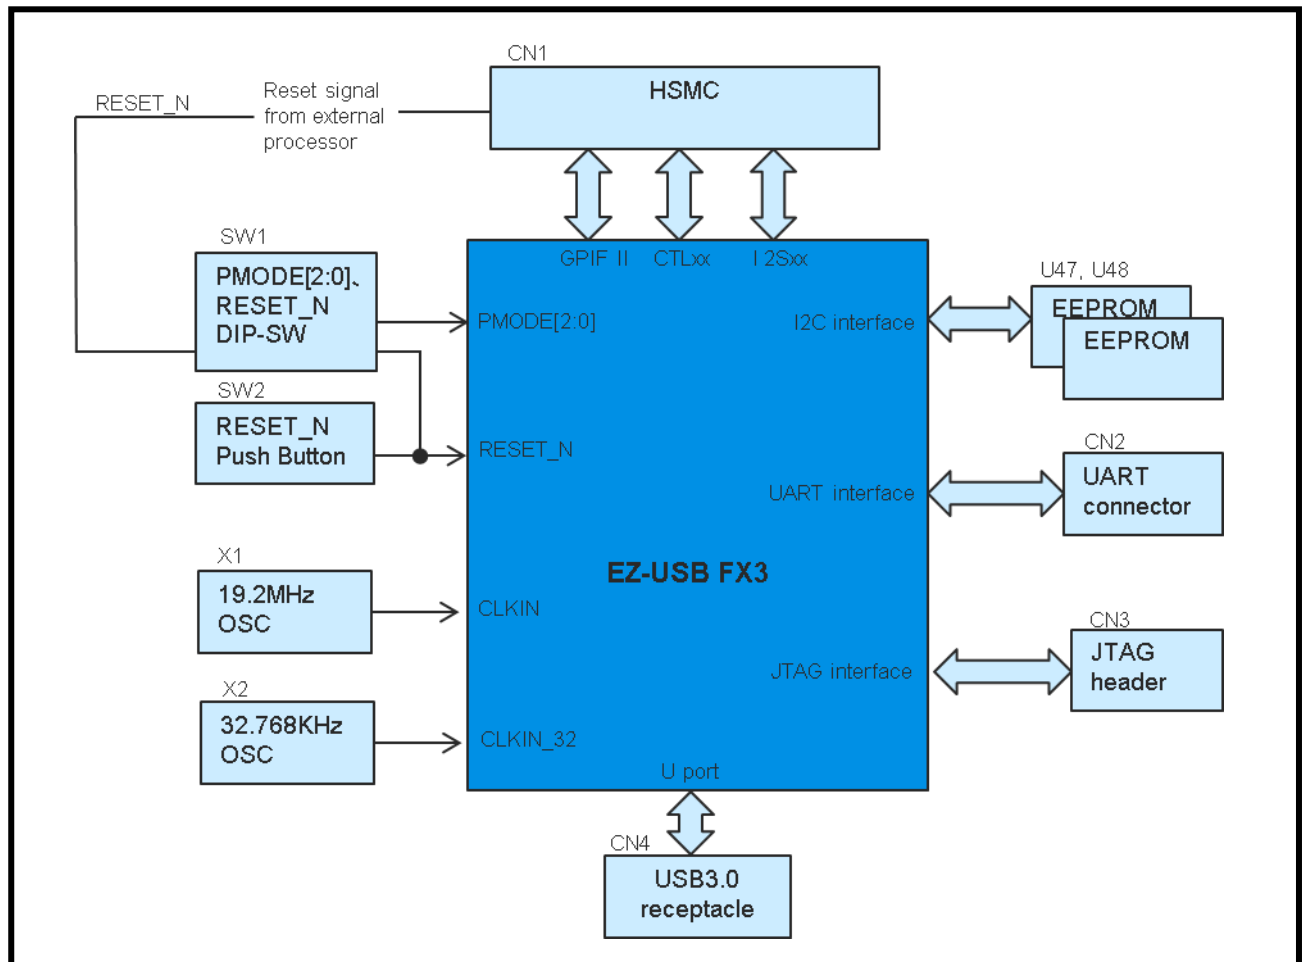 CN1
HSMC
RESET_N
Reset signal
from external
processor
SW1
PMODE[2:0]、
RESET_N
DIP-SW
GPIF II
CTLxx
I2Sxx
U47, U48
EEPROM
EEPROM
PMODE[2:0]
I2C interface
SW2
RESET_N
Push Button
RESET_N
CN2
UART
connector
UART interface
X1
19.2MHz
OSC
EZ-USB FX3
CLKIN
CN3
JTAG
header
JTAG interface
X2
32.768KHz
OSC
CLKIN_32
U port
CN4
USB3.0
receptacle